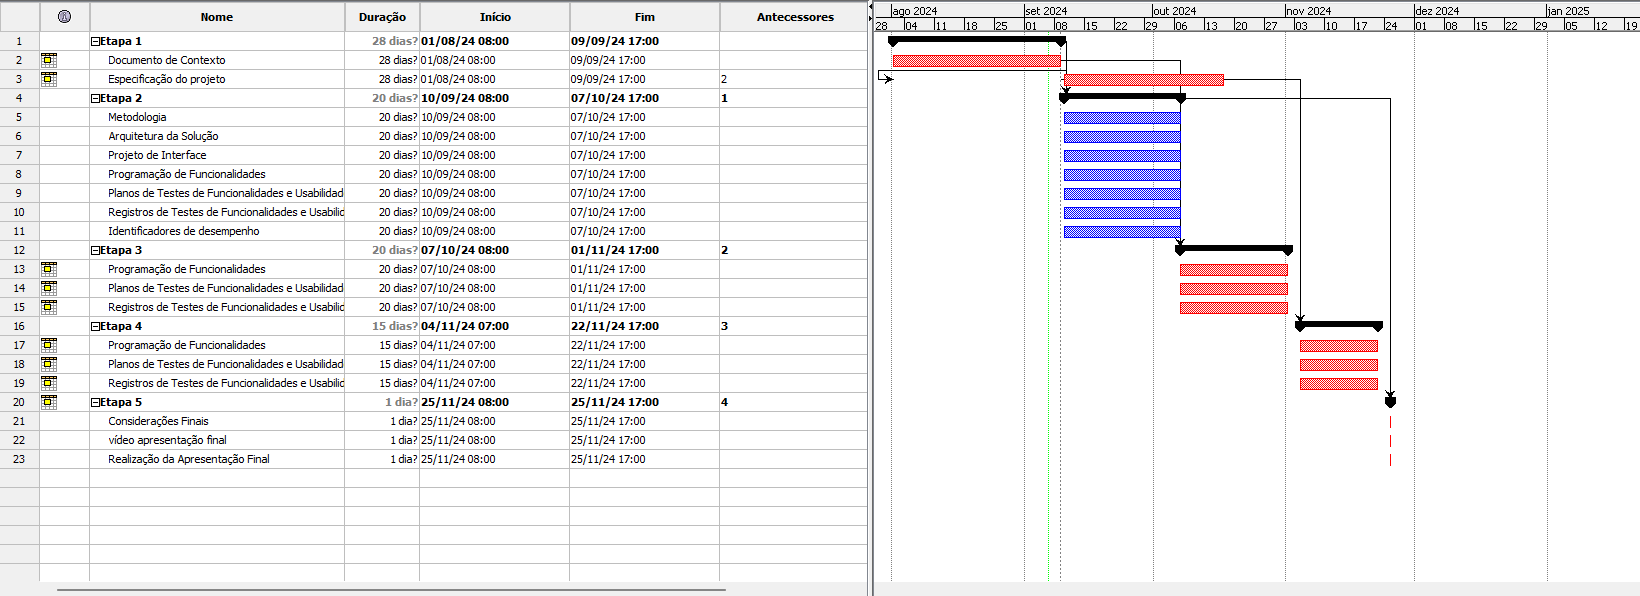 Nome Duração Início Fim Antecessores
ago 2024 set 2024 out 2024 nov 2024 dez 2024 jan 2025
28 04 11 18 25 01 08 15 22 29 06 13 20 27 03 10 17 24 01 08 15 22 29 05 12 19
1 Etapa 1 28 dias? 01/08/24 08:00 09/09/24 17:00
2 Documento de Contexto 28 dias? 01/08/24 08:00 09/09/24 17:00
3 Especificação do projeto 28 dias? 01/08/24 08:00 09/09/24 17:00 2
4 Etapa 2 20 dias? 10/09/24 08:00 07/10/24 17:00 1
5 Metodologia 20 dias? 10/09/24 08:00 07/10/24 17:00
6 Arquitetura da Solução 20 dias? 10/09/24 08:00 07/10/24 17:00
7 Projeto de Interface 20 dias? 10/09/24 08:00 07/10/24 17:00
8 Programação de Funcionalidades 20 dias? 10/09/24 08:00 07/10/24 17:00
9 Planos de Testes de Funcionalidades e Usabilidad 20 dias? 10/09/24 08:00 07/10/24 17:00
10 Registros de Testes de Funcionalidades e Usabilid 20 dias? 10/09/24 08:00 07/10/24 17:00
11 Identificadores de desempenho 20 dias? 10/09/24 08:00 07/10/24 17:00
12 Etapa 3 20 dias? 07/10/24 08:00 01/11/24 17:00 2
13 Programação de Funcionalidades 20 dias? 07/10/24 08:00 01/11/24 17:00
14 Planos de Testes de Funcionalidades e Usabilidad 20 dias? 07/10/24 08:00 01/11/24 17:00
15 Registros de Testes de Funcionalidades e Usabilid 20 dias? 07/10/24 08:00 01/11/24 17:00
16 Etapa 4 15 dias? 04/11/24 07:00 22/11/24 17:00 3
17 Programação de Funcionalidades 15 dias? 04/11/24 07:00 22/11/24 17:00
18 Planos de Testes de Funcionalidades e Usabilidad 15 dias? 04/11/24 07:00 22/11/24 17:00
19 Registros de Testes de Funcionalidades e Usabilid 15 dias? 04/11/24 07:00 22/11/24 17:00
20 Etapa 5 1 dia? 25/11/24 08:00 25/11/24 17:00 4
21 Considerações Finais 1 dia? 25/11/24 08:00 25/11/24 17:00
22 vídeo apresentação final 1 dia? 25/11/24 08:00 25/11/24 17:00
23 Realização da Apresentação Final 1 dia? 25/11/24 08:00 25/11/24 17:00